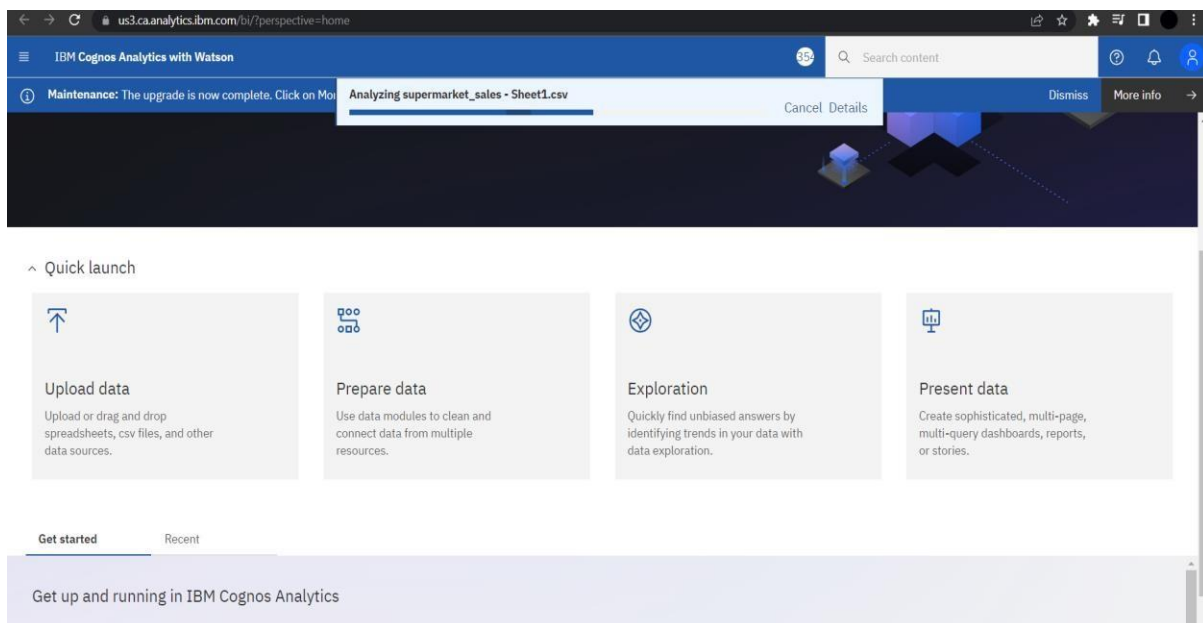 us3.ca.analytics.ibm.com/bi/?perspective=home
IBM Cognos Analytics with Watson
354
Search content
Maintenance: The upgrade is now complete. Click on Mor
Analyzing supermarket_sales - Sheet1.csv
Cancel Details
Dismiss
More info
Quick launch
Upload data
Upload or drag and drop
spreadsheets, csv files, and other
data sources.
Prepare data
Use data modules to clean and
connect data from multiple
resources.
Exploration
Quickly find unbiased answers by
identifying trends in your data with
data exploration.
Present data
Create sophisticated, multi-page,
multi-query dashboards, reports,
or stories.
Get started
Recent
Get up and running in IBM Cognos Analytics